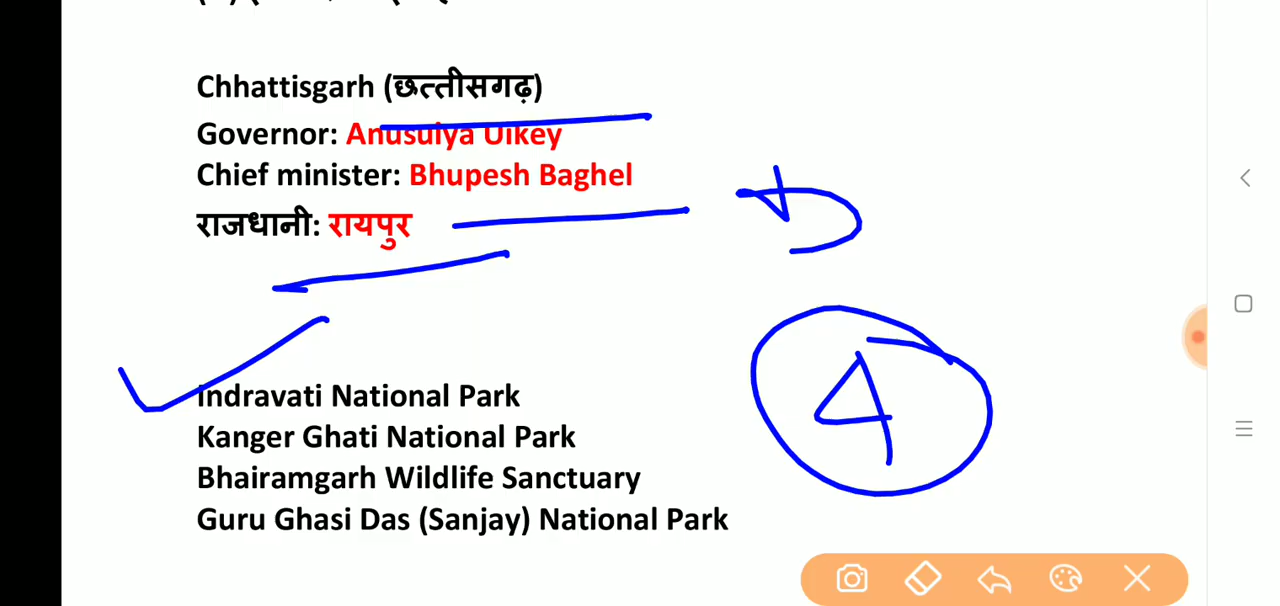 Chhattisgarh (छत्तीसगढ़)
Governor: Anusuiya Uikey
Chief minister: Bhupesh Baghel
राजधानी: रायपुर
Indravati National Park
Kanger Ghati National Park
Bhairamgarh Wildlife Sanctuary
Guru Ghasi Das (Sanjay) National Park
4